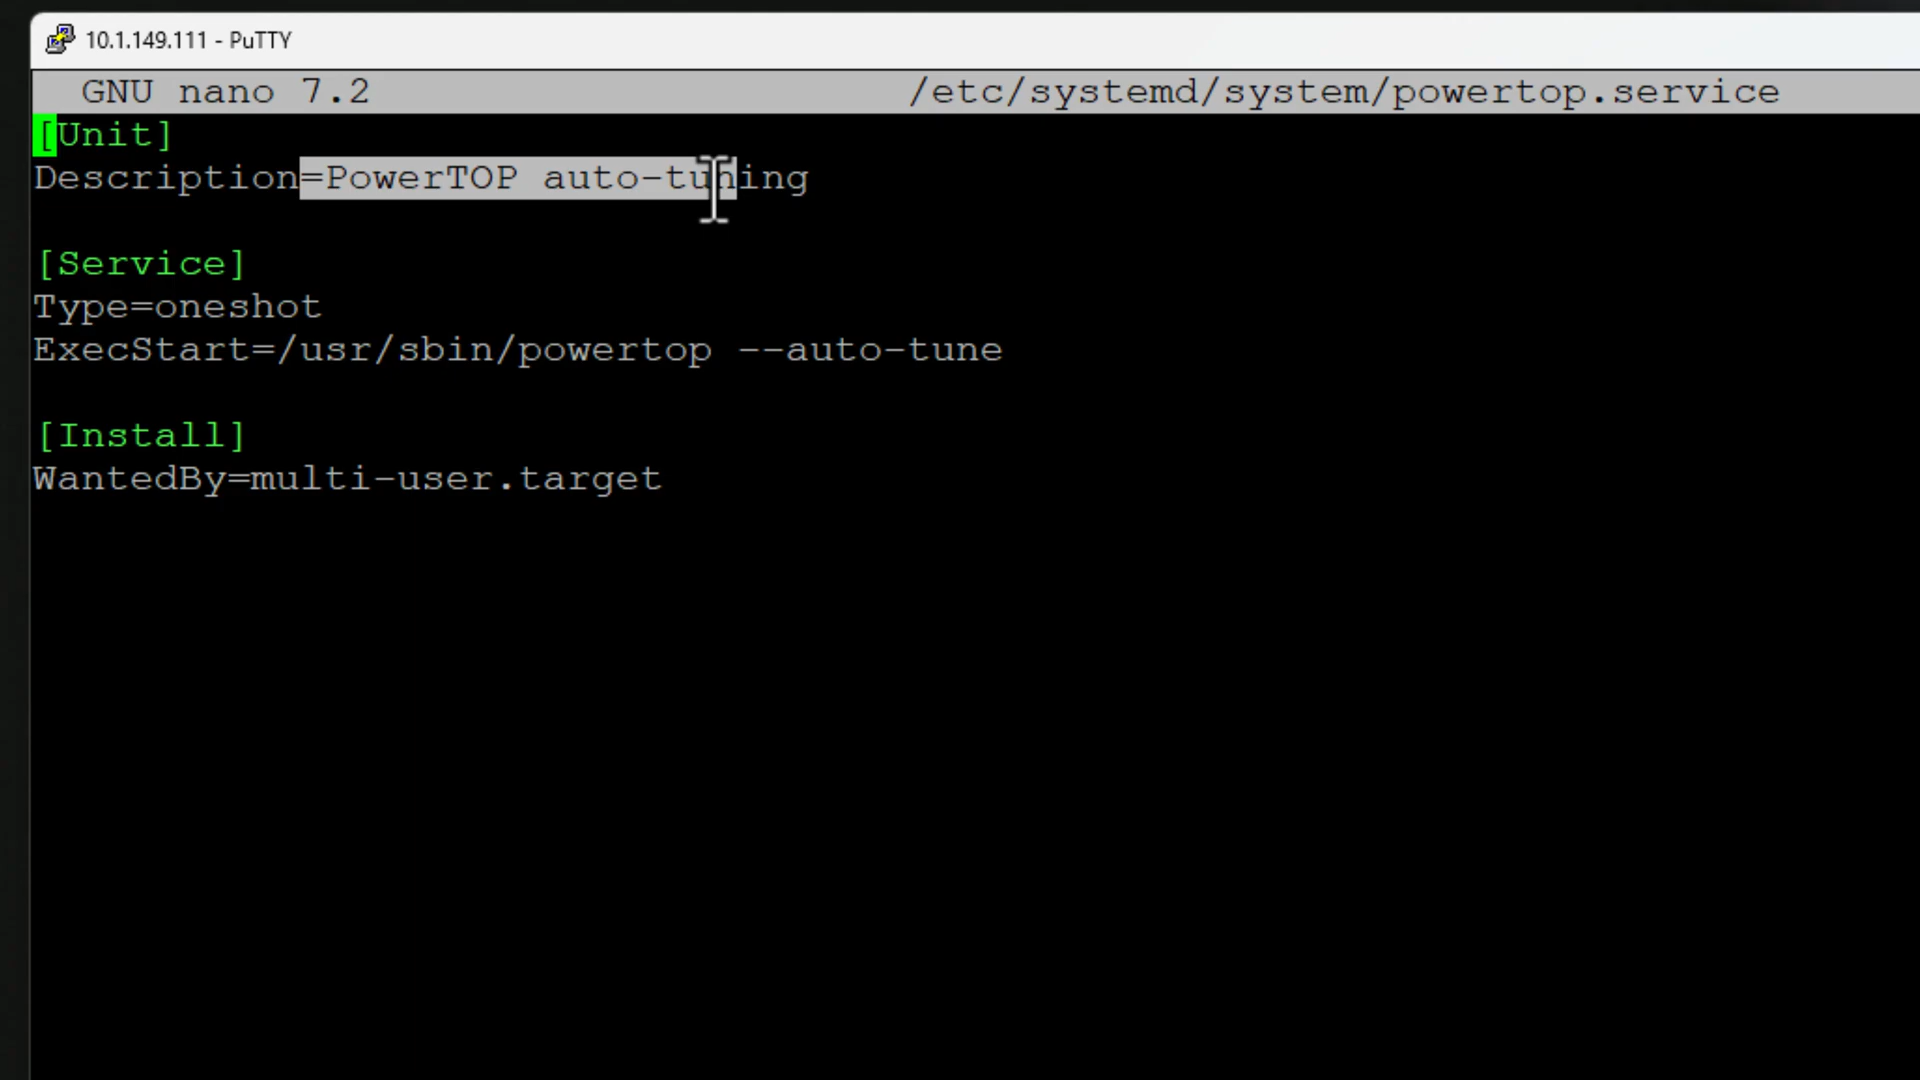 10.1.149.111 - PuTTY
GNU nano 7.2 /etc/systemd/system/powertop.service
[Unit]
Description=PowerTOP auto-tuning
[Service]
Type=oneshot
ExecStart=/usr/sbin/powertop --auto-tune
[Install]
WantedBy=multi-user.target